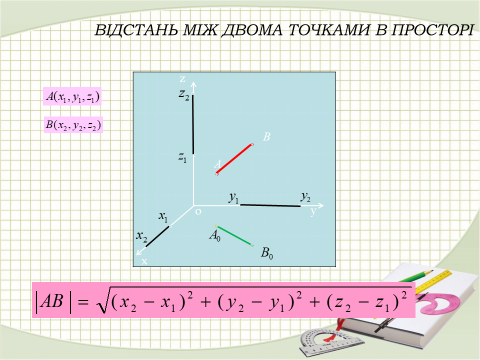 ВІДСТАНЬ МІЖ ДВОМА ТОЧКАМИ В ПРОСТОРІ
A(x₁, y₁, z₁)
B(x₂, y₂, z₂)
z
z₂
B
z₁
A
y₁
y₂
x₁
o
y
x₂
A₀
x
B₀
|AB| = √(x₂ − x₁)² + (y₂ − y₁)² + (z₂ − z₁)²